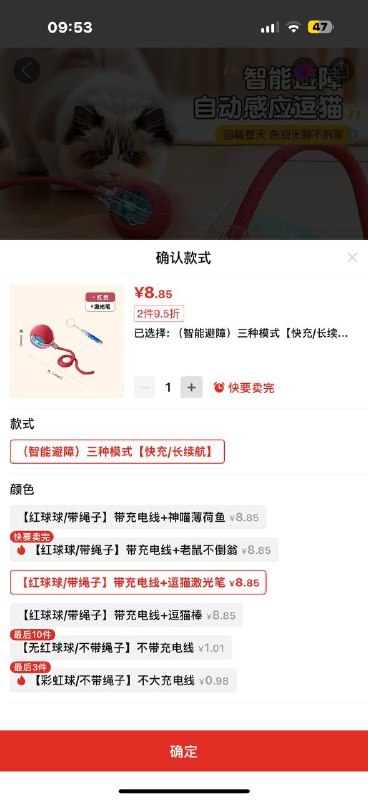 09:53
47
智能避障
自动感应逗猫
自嗨整天 告别无聊不拆家
确认款式
+红色
+激光笔
¥8.85
2件9.5折
已选择:（智能避障）三种模式【快充/长续...
1
快要卖完
款式
（智能避障）三种模式【快充/长续航】
颜色
【红球球/带绳子】带充电线+神喵薄荷鱼 ¥8.85
快要卖完
【红球球/带绳子】带充电线+老鼠不倒翁 ¥8.85
【红球球/带绳子】带充电线+逗猫激光笔 ¥8.85
【红球球/带绳子】带充电线+逗猫棒 ¥8.85
最后10件
【无红球球/不带绳子】不带充电线 ¥1.01
最后3件
【彩虹球/不带绳子】不大充电线 ¥0.98
确定